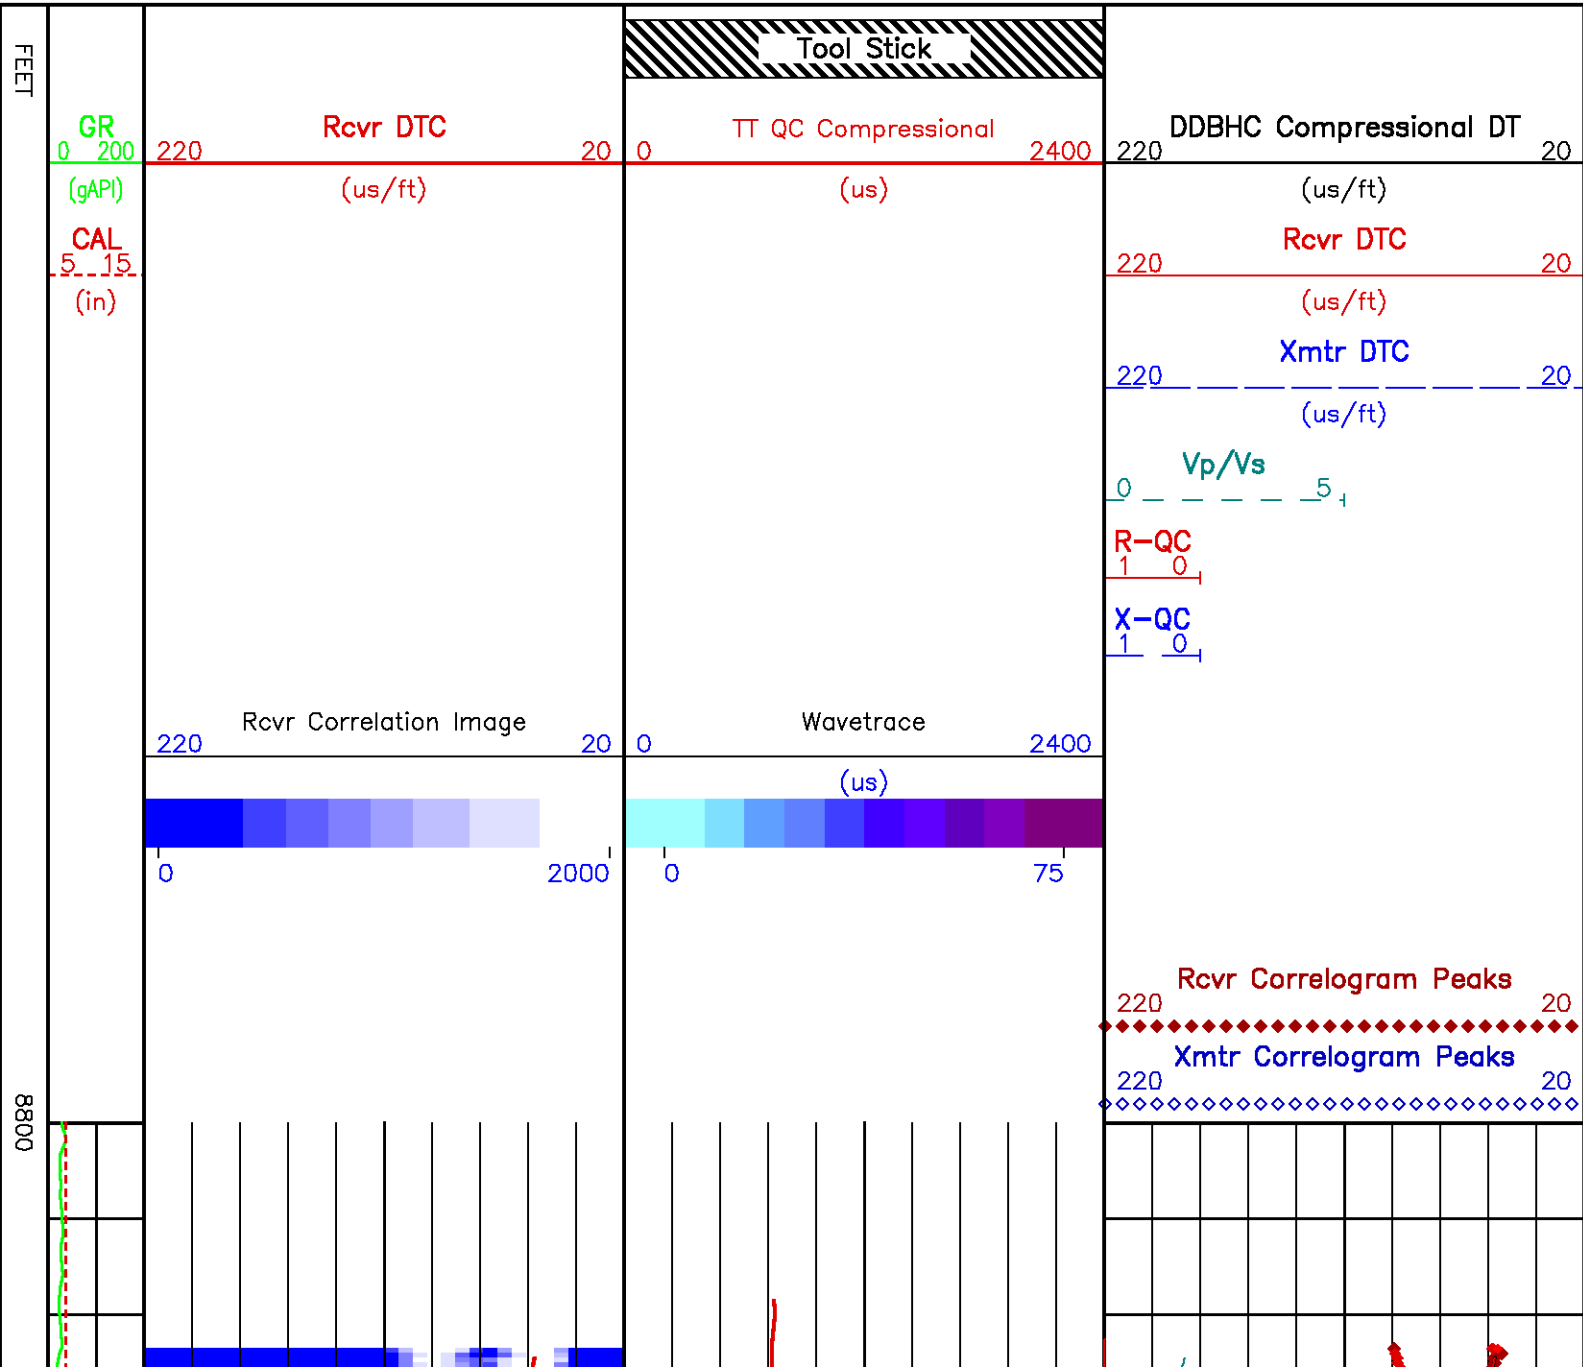 FEET
GR
0 200
(gAPI)
CAL
5 15
(in)
Rcvr DTC
220 20
(us/ft)
Rcvr Correlation Image
220 20
0 2000
Tool Stick
TT QC Compressional
0 2400
(us)
Wavetrace
0 2400
(us)
0 75
DDBHC Compressional DT
220 20
(us/ft)
Rcvr DTC
220 20
(us/ft)
Xmtr DTC
220 20
(us/ft)
Vp/Vs
0 5
R-QC
1 0
X-QC
1 0
Rcvr Correlogram Peaks
220 20
Xmtr Correlogram Peaks
220 20
8800